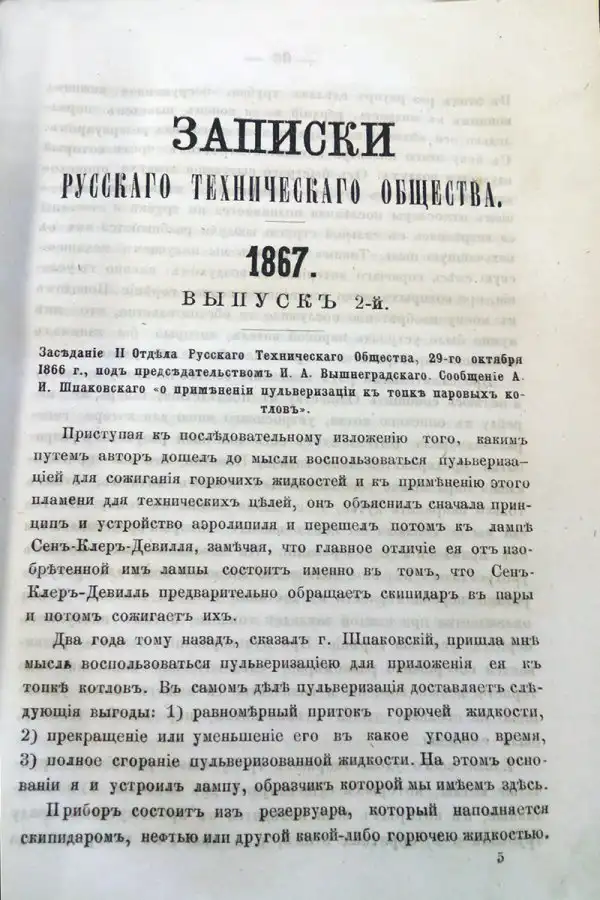 ЗАПИСКИ
РУССКАГО ТЕХНИЧЕСКАГО ОБЩЕСТВА.
1867.
ВЫПУСКЪ 2-й.
Засѣданіе II Отдѣла Русскаго Техническаго Общества, 29-го октября
1866 г., подъ предсѣдательствомъ И. А. Вышнеградскаго. Сообщеніе А.
И. Шпаковскаго «о примѣненіи пульверизаціи къ топкѣ паровыхъ ко-
тловъ».
Приступая къ послѣдовательному изложенію того, какимъ
путемъ авторъ дошелъ до мысли воспользоваться пульвериза-
ціей для сожиганія горючихъ жидкостей и къ примѣненію этого
пламени для техническихъ цѣлей, онъ объяснилъ сначала прин-
ципъ и устройство аэролипиля и перешелъ потомъ къ лампѣ
Сенъ-Клеръ-Девилля, замѣчая, что главное отличіе ея отъ изо-
брѣтенной имъ лампы состоитъ именно въ томъ, что Сенъ-
Клеръ-Девилль предварительно обращаетъ скипидаръ въ пары
и потомъ сожигаетъ ихъ.
Два года тому назадъ, сказалъ г. Шпаковскій, пришла мнѣ
мысль воспользоваться пульверизаціею для приложенія ея къ
топкѣ котловъ. Въ самомъ дѣлѣ пульверизація доставляетъ слѣ-
дующія выгоды: 1) равномѣрный притокъ горючей жидкости,
2) прекращеніе или уменьшеніе его въ какое угодно время,
3) полное сгораніе пульверизованной жидкости. На этомъ осно-
ваніи я и устроилъ лампу, образчикъ которой мы имѣемъ здѣсь.
Приборъ состоитъ изъ резервуара, который наполняется
скипидаромъ, нефтью или другой какой-либо горючею жидкостью.
5